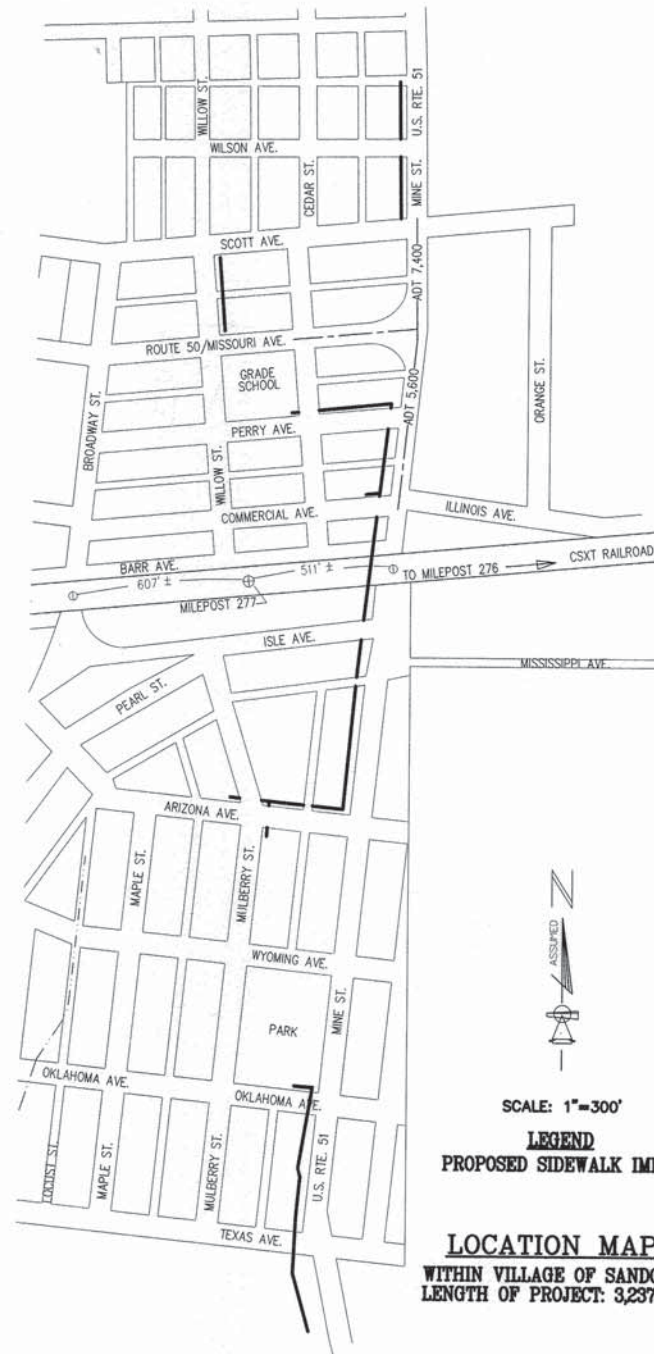 WILLOW ST.
U.S. RTE. 51
WILSON AVE.
CEDAR ST.
MINE ST.
SCOTT AVE.
ADT 7,400
ROUTE 50/MISSOURI AVE.
GRADE
SCHOOL
ADT 5,600
ORANGE ST.
BROADWAY ST.
PERRY AVE.
WILLOW ST.
COMMERCIAL AVE.
ILLINOIS AVE.
BARR AVE.
607' ±
511' ±
TO MILEPOST 276
CSXT RAILROAD
MILEPOST 277
ISLE AVE.
MISSISSIPPI AVE.
PEARL ST.
ARIZONA AVE.
MAPLE ST.
MULBERRY ST.
WYOMING AVE.
PARK
MINE ST.
ASSUMED
N
OKLAHOMA AVE.
OKLAHOMA AVE.
LOCUST ST.
MAPLE ST.
MULBERRY ST.
U.S. RTE. 51
TEXAS AVE.
SCALE: 1"=300'
LEGEND
PROPOSED SIDEWALK
LOCATION MAP
WITHIN VILLAGE OF
LENGTH OF PROJECT: 3,237